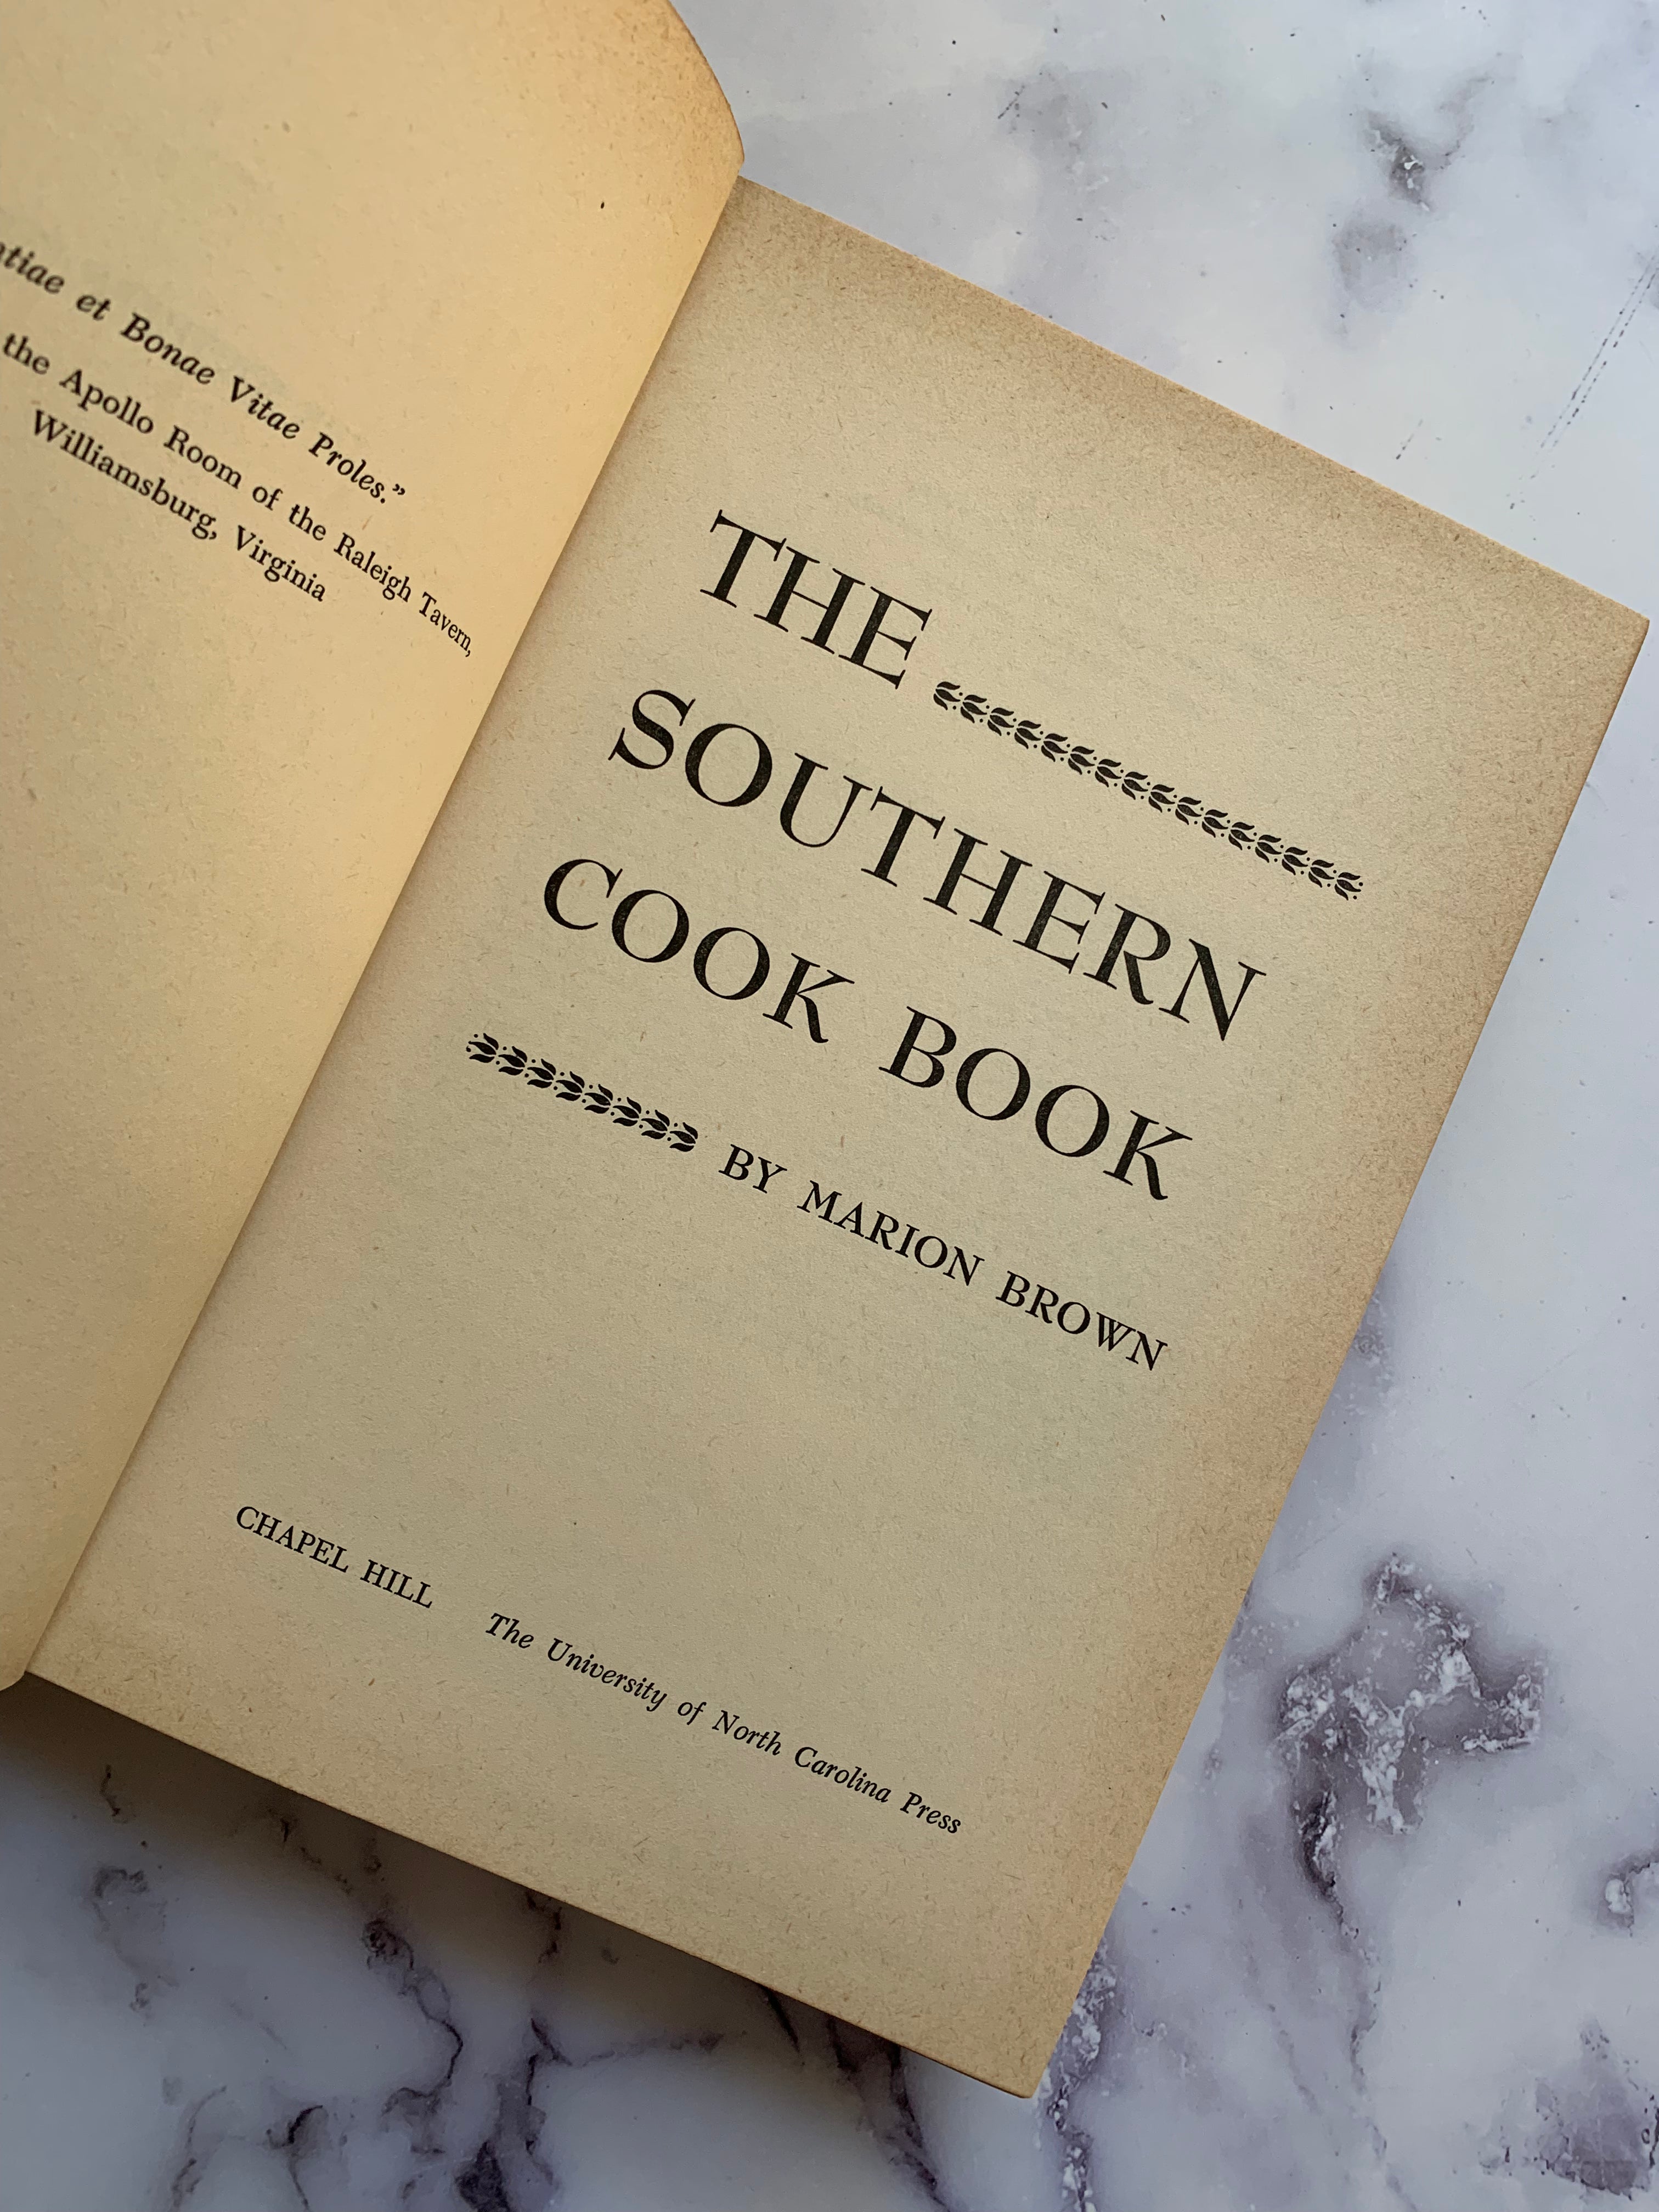 et Bonae Vitae Proles.”
the Apollo Room of the Raleigh Tavern,
Williamsburg, Virginia
THE
SOUTHERN
COOK BOOK
BY MARION BROWN
CHAPEL HILL The University of North Carolina Press